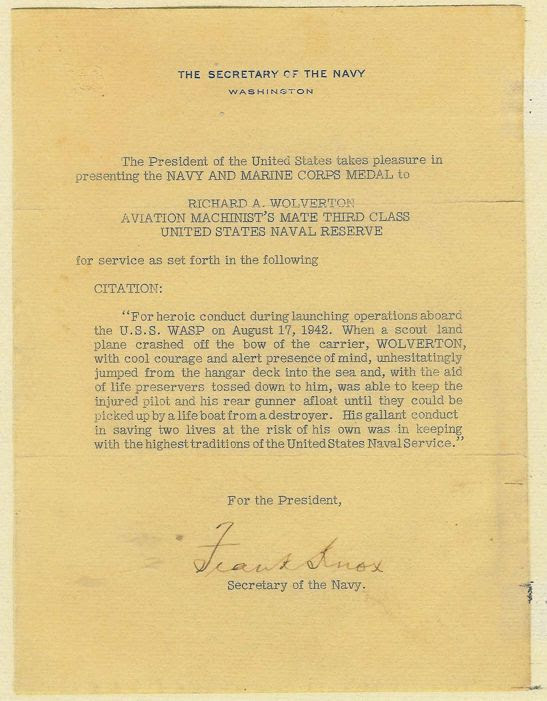 THE SECRETARY OF THE NAVY
WASHINGTON
The President of the United States takes pleasure in
presenting the NAVY AND MARINE CORPS MEDAL to
RICHARD A. WOLVERTON
AVIATION MACHINIST'S MATE THIRD CLASS
UNITED STATES NAVAL RESERVE
for service as set forth in the following
CITATION:
"For heroic conduct during launching operations aboard
the U.S.S. WASP on August 17, 1942. When a scout land
plane crashed off the bow of the carrier, WOLVERTON,
with cool courage and alert presence of mind, unhesitatingly
jumped from the hangar deck into the sea and, with the aid
of life preservers tossed down to him, was able to keep the
injured pilot and his rear gunner afloat until they could be
picked up by a life boat from a destroyer. His gallant conduct
in saving two lives at the risk of his own was in keeping
with the highest traditions of the United States Naval Service."
For the President,
Frank Knox
Secretary of the Navy.